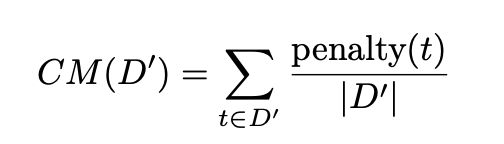 CM(D′) = ∑_{t∈D′} penalty(t) / |D′|